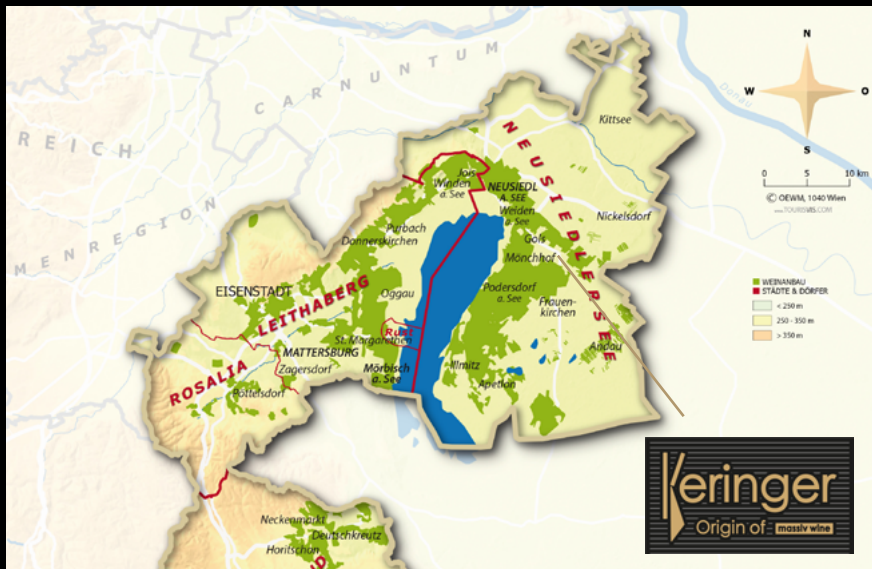 CARNUNTUM
REICH
MENREGION
N
W
O
S
Donau
0
10 km
© OEWM, 1040 Wien
WEINANBAU
STÄDTE & DÖRFER
< 250 m
250 - 350 m
> 350 m
NEUSIEDLERSEE
Kittsee
Jois
Winden
a. See
NEUSIEDL
A. SEE
Weiden
a. See
Nickelsdorf
Purbach
Donnerskirchen
Gols
Mönchhof
EISENSTADT
LEITHABERG
Oggau
Podersdorf
a. See
Frauen-
kirchen
Rust
St. Margarethen
MATTERSBURG
Zagersdorf
Mörbisch
a. See
Illmitz
Apetlon
Andau
ROSALIA
Pöttelsdorf
Neckenmarkt
Deutschkreutz
Horitschon
Keringer
Origin of massiv wine